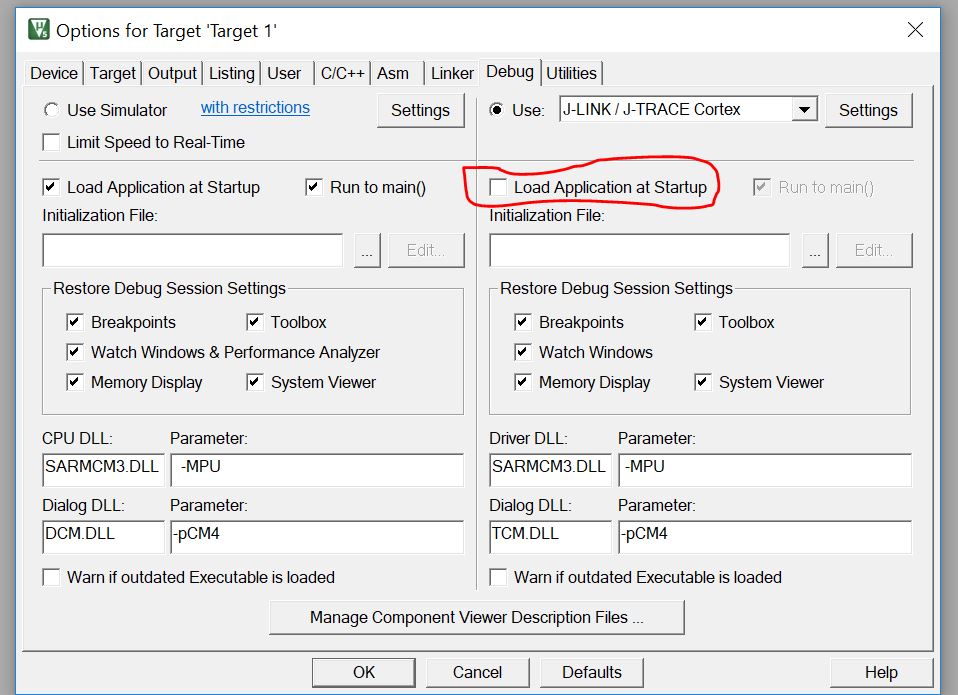 Options for Target 'Target 1'
Device Target Output Listing User C/C++ Asm Linker Debug Utilities
Use Simulator with restrictions Settings
Limit Speed to Real-Time
Load Application at Startup Run to main()
Initialization File:
... Edit...
Restore Debug Session Settings
Breakpoints Toolbox
Watch Windows & Performance Analyzer
Memory Display System Viewer
CPU DLL: Parameter:
SARMCM3.DLL -MPU
Dialog DLL: Parameter:
DCM.DLL -pCM4
Warn if outdated Executable is loaded
Use: J-LINK / J-TRACE Cortex Settings
Load Application at Startup Run to main()
Initialization File:
... Edit...
Restore Debug Session Settings
Breakpoints Toolbox
Watch Windows
Memory Display System Viewer
Driver DLL: Parameter:
SARMCM3.DLL -MPU
Dialog DLL: Parameter:
TCM.DLL -pCM4
Warn if outdated Executable is loaded
Manage Component Viewer Description Files ...
OK Cancel Defaults Help